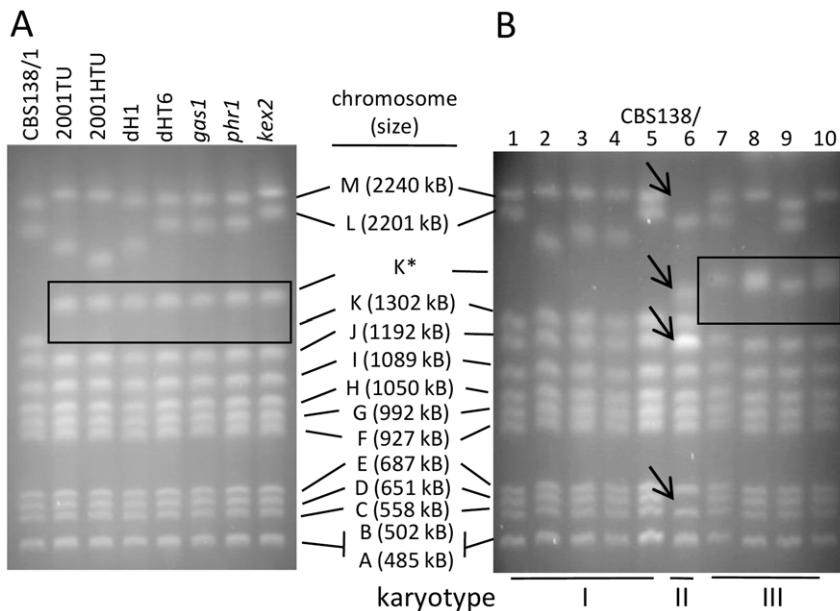 A
B
CBS138/1
2001TU
2001HTU
dH1
dHT6
gas1
phr1
kex2
chromosome
(size)
CBS138/
1 2 3 4 5 6 7 8 9 10
M (2240 kB)
L (2201 kB)
K*
K (1302 kB)
J (1192 kB)
I (1089 kB)
H (1050 kB)
G (992 kB)
F (927 kB)
E (687 kB)
D (651 kB)
C (558 kB)
B (502 kB)
A (485 kB)
karyotype I II III